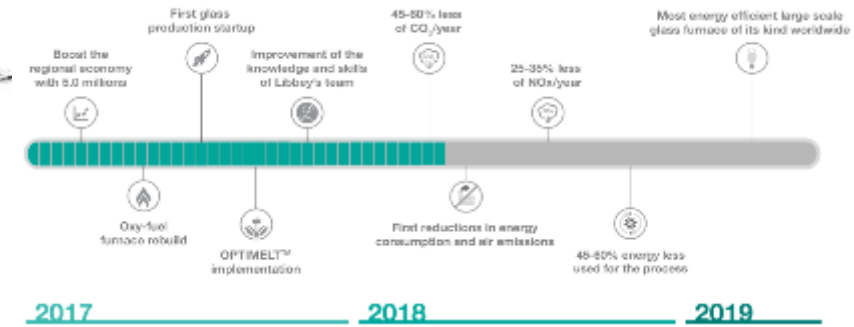 First glass
production startup
45-60% less
of CO₂/year
Most energy efficient large scale
glass furnace of its kind worldwide
Boost the
regional economy
with 5.0 millions
Improvement of the
knowledge and skills
of Libbey's team
25-35% less
of NOx/year
Oxy-fuel
furnace rebuild
OPTIMELT™
implementation
First reductions in energy
consumption and air emissions
45-60% energy less
used for the process
2017
2018
2019